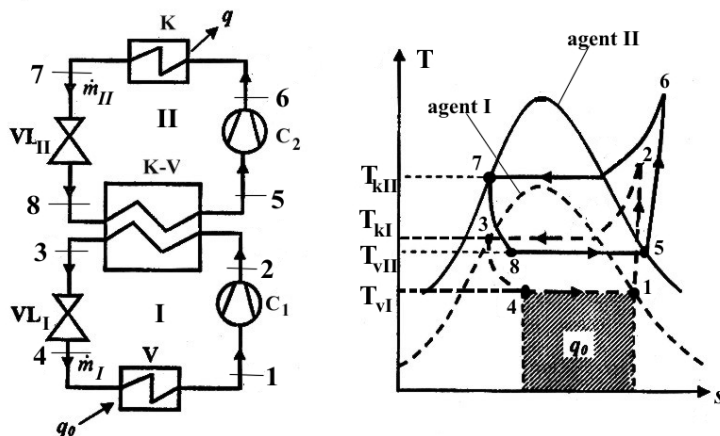 K
q
7
ṁII
6
II
VLII
C2
K-V
8
5
3
2
VLI
I
C1
4
ṁI
V
1
q0
T
agent II
agent I
6
7
2
TkII
TkI
3
TvII
8
5
TvI
4
1
q0
s